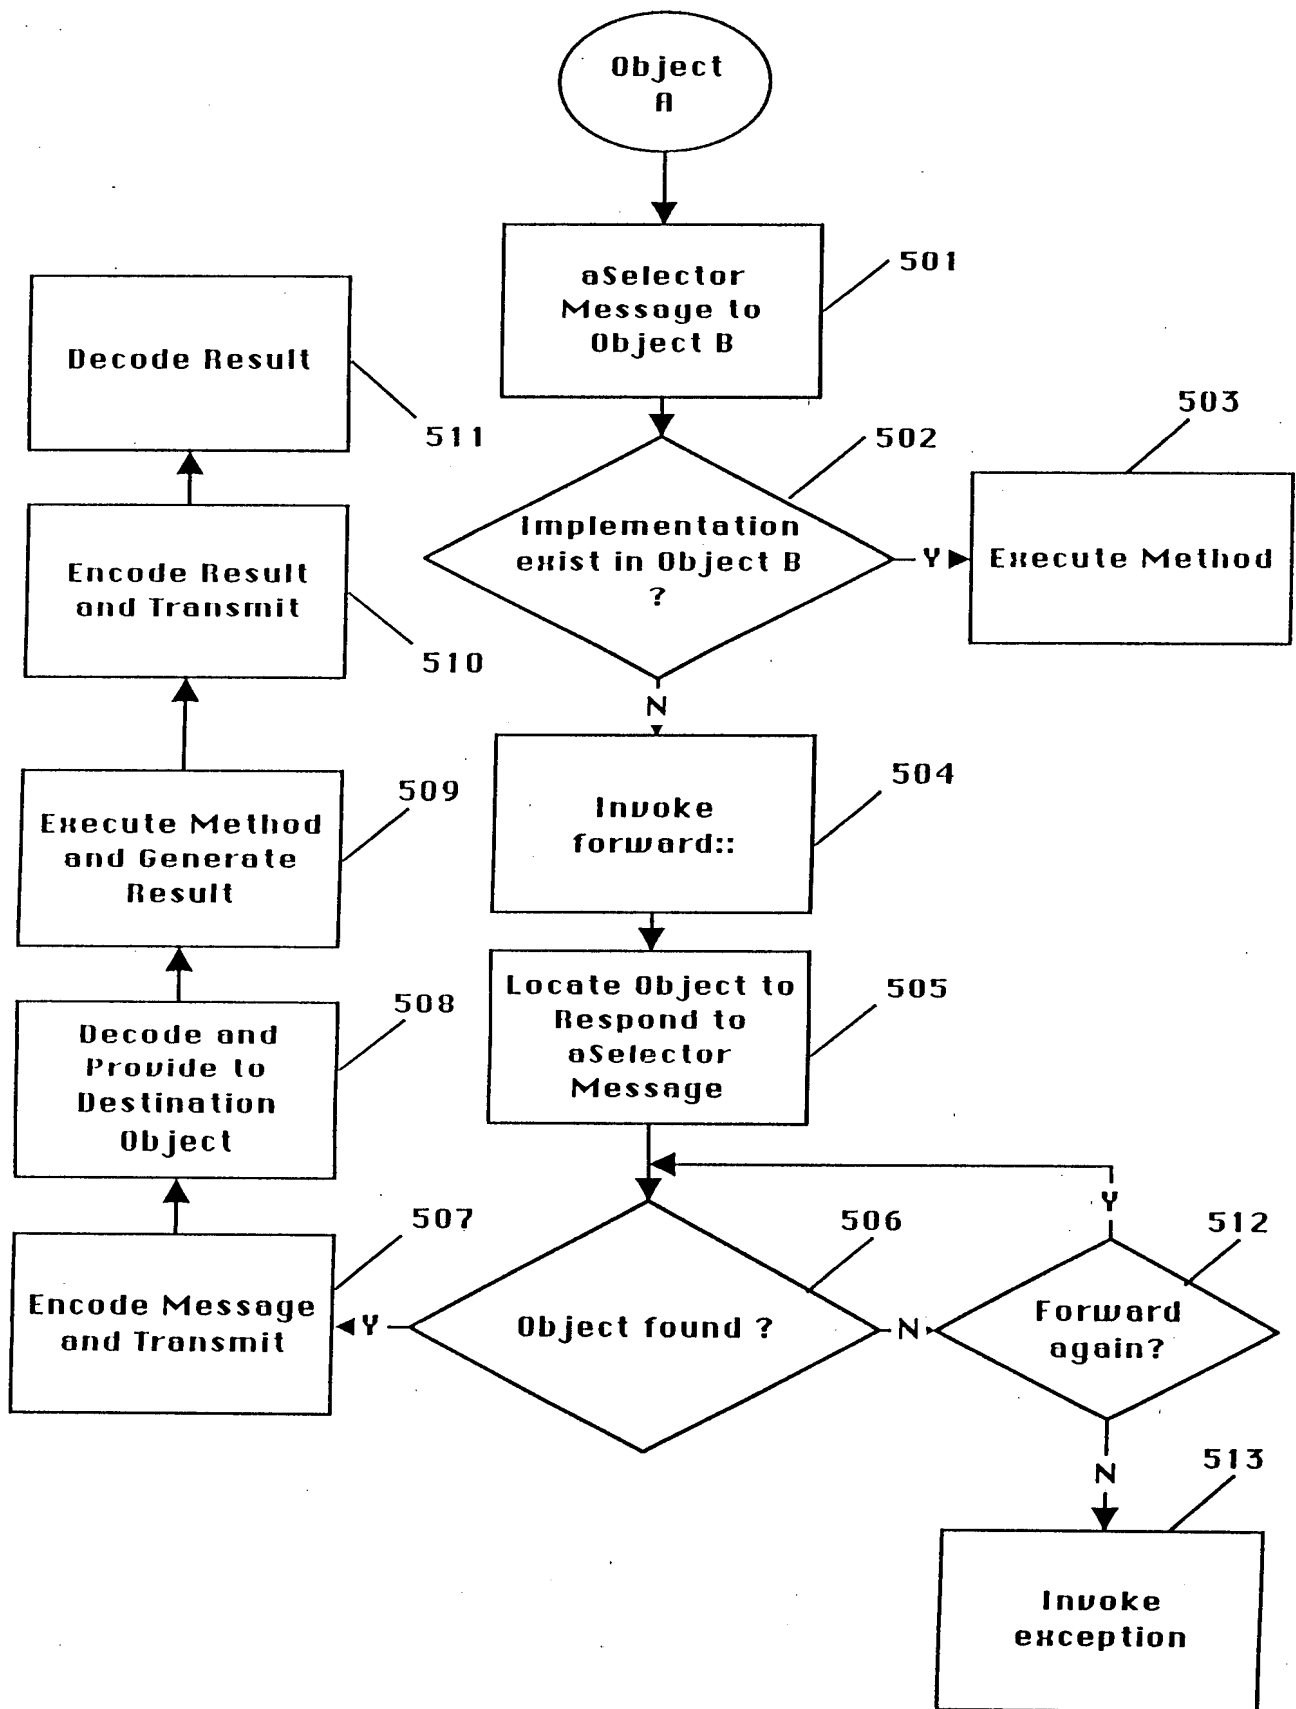 Object
A
aSelector
Message to
Object B
501
Implementation
exist in Object B
?
502
Y
Execute Method
503
N
Invoke
forward::
504
Locate Object to
Respond to
aSelector
Message
505
Object found ?
506
Y
N
Encode Message
and Transmit
507
Decode and
Provide to
Destination
Object
508
Execute Method
and Generate
Result
509
Encode Result
and Transmit
510
Decode Result
511
Forward
again?
512
Y
N
Invoke
exception
513